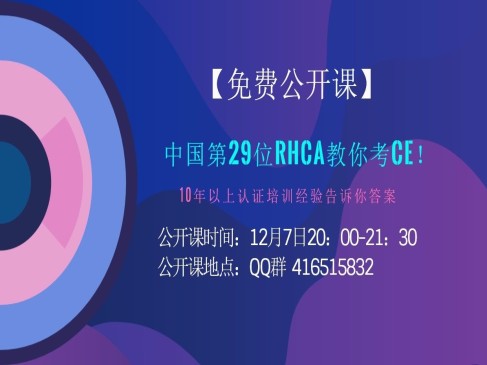 【免费公开课】
中国第29位RHCA教你考CE!
10年以上认证培训经验告诉你答案
公开课时间：12月7日20：00-21：30
公开课地点：QQ群 416515832